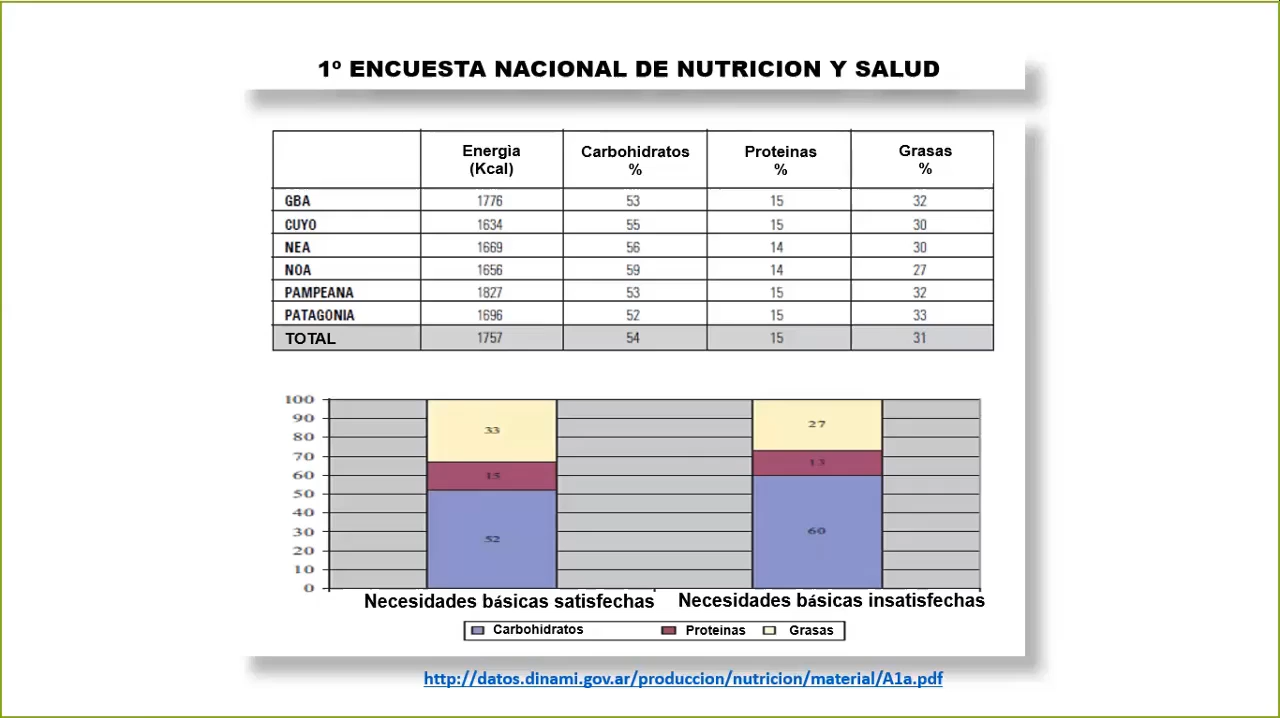 1º ENCUESTA NACIONAL DE NUTRICION Y SALUD
Energìa (Kcal) Carbohidratos % Proteinas % Grasas %
GBA 1776 53 15 32
CUYO 1634 55 15 30
NEA 1669 56 14 30
NOA 1656 59 14 27
PAMPEANA 1827 53 15 32
PATAGONIA 1696 52 15 33
TOTAL 1757 54 15 31
100
90
80
70
60
50
40
30
20
10
0
33
15
52
27
13
60
Necesidades básicas satisfechas Necesidades básicas insatisfechas
Carbohidratos Proteinas Grasas
http://datos.dinami.gov.ar/produccion/nutricion/material/A1a.pdf